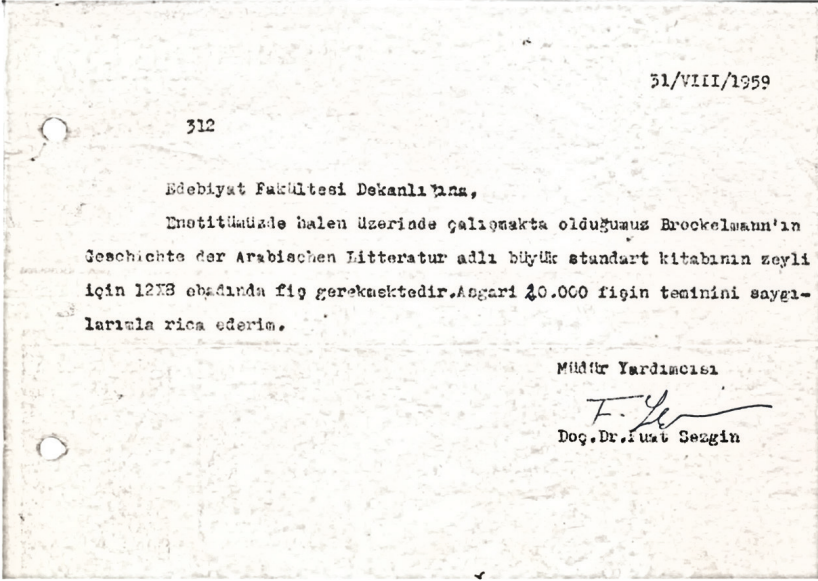 31/VIII/1959
312
Edebiyat Fakültesi Dekanlığına,
Enstitümüzde halen üzerinde çalışmakta olduğumuz Brockelmann'ın
Geschichte der Arabischen Litteratur adlı büyük standart kitabının zeyli
için 12X8 ebadında fiş gerekmektedir.Asgari 20.000 fişin teminini saygı-
larımla rica ederim.
Müdür Yardımcısı
Doç.Dr.Fuat Sezgin